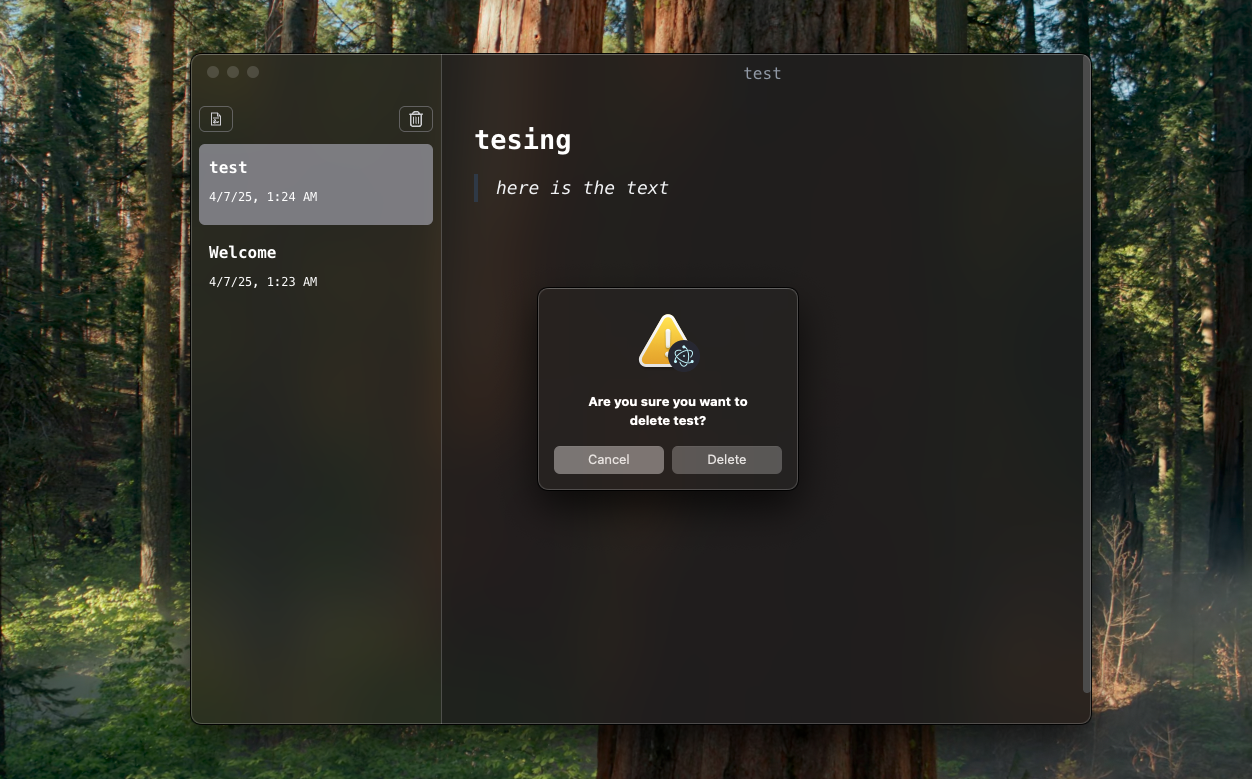 test
test
4/7/25, 1:24 AM
Welcome
4/7/25, 1:23 AM
tesing
here is the text
Are you sure you want to
delete test?
Cancel
Delete